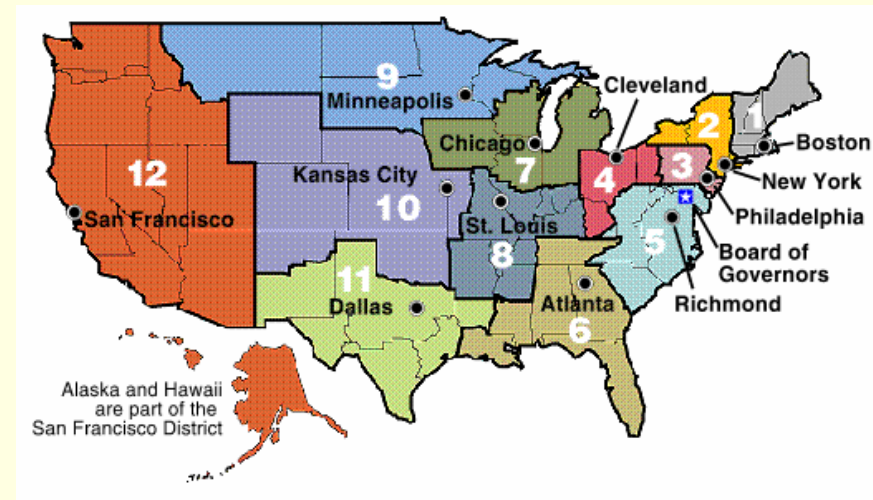 Cleveland
9
Minneapolis
2
1
Chicago
Boston
7
3
12
Kansas City
4
New York
10
San Francisco
St. Louis
Philadelphia
5
8
Board of
Governors
11
Dallas
Atlanta
Richmond
6
Alaska and Hawaii
are part of the
San Francisco District